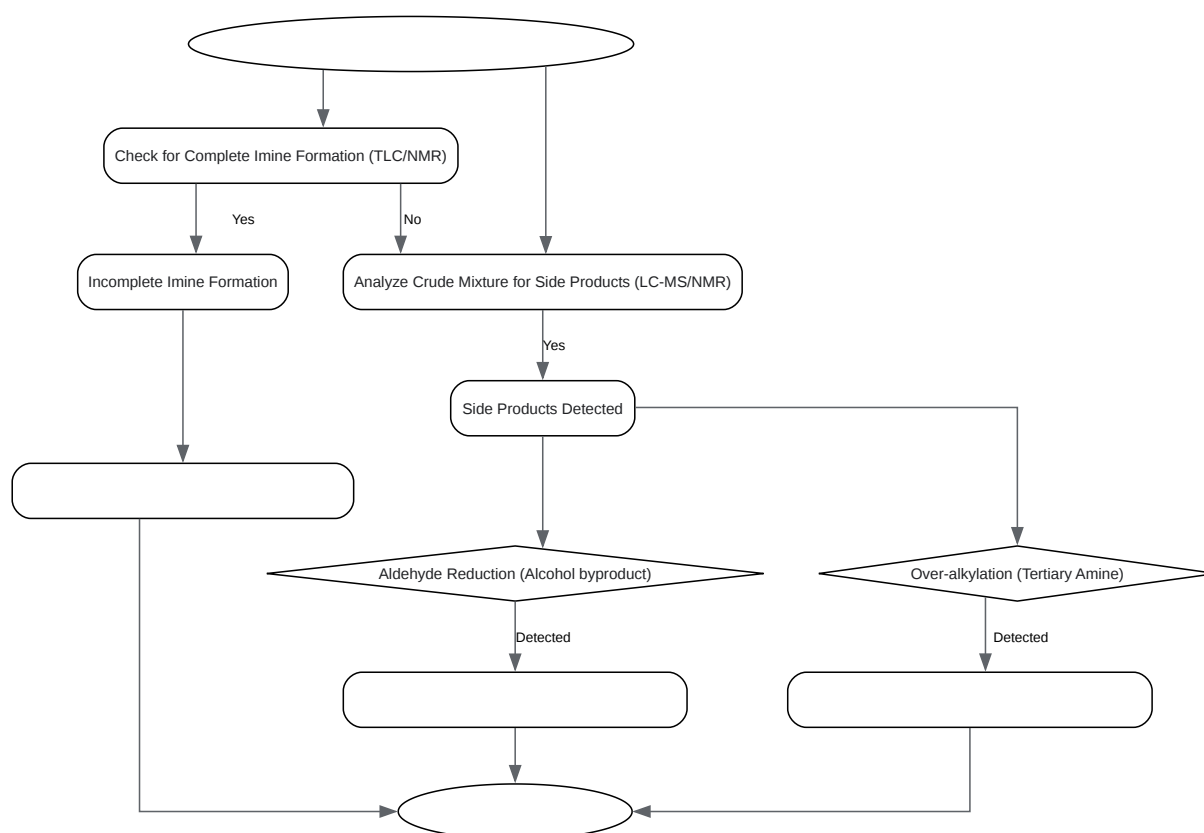 Check for Complete Imine Formation (TLC/NMR)
Yes
No
Incomplete Imine Formation
Analyze Crude Mixture for Side Products (LC-MS/NMR)
Yes
Side Products Detected
Aldehyde Reduction (Alcohol byproduct)
Over-alkylation (Tertiary Amine)
Detected
Detected